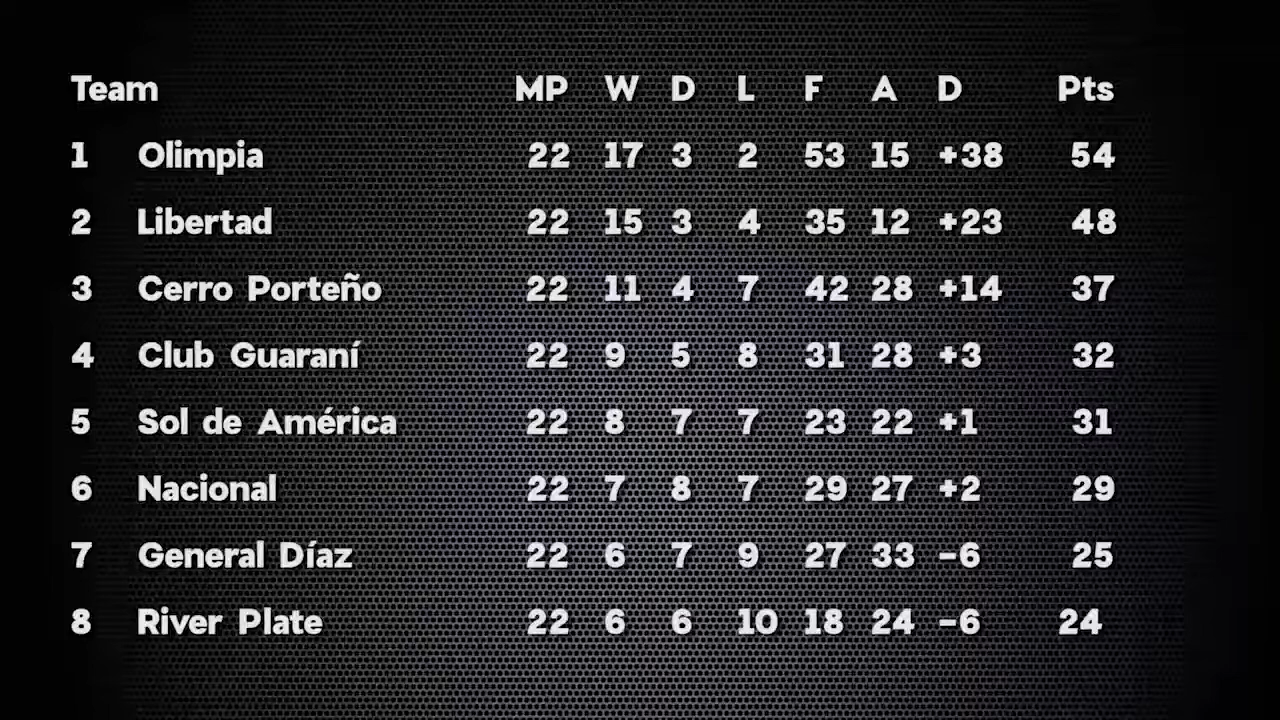 Team MP W D L F A D Pts
1 Olimpia 22 17 3 2 53 15 +38 54
2 Libertad 22 15 3 4 35 12 +23 48
3 Cerro Porteño 22 11 4 7 42 28 +14 37
4 Club Guaraní 22 9 5 8 31 28 +3 32
5 Sol de América 22 8 7 7 23 22 +1 31
6 Nacional 22 7 8 7 29 27 +2 29
7 General Díaz 22 6 7 9 27 33 -6 25
8 River Plate 22 6 6 10 18 24 -6 24